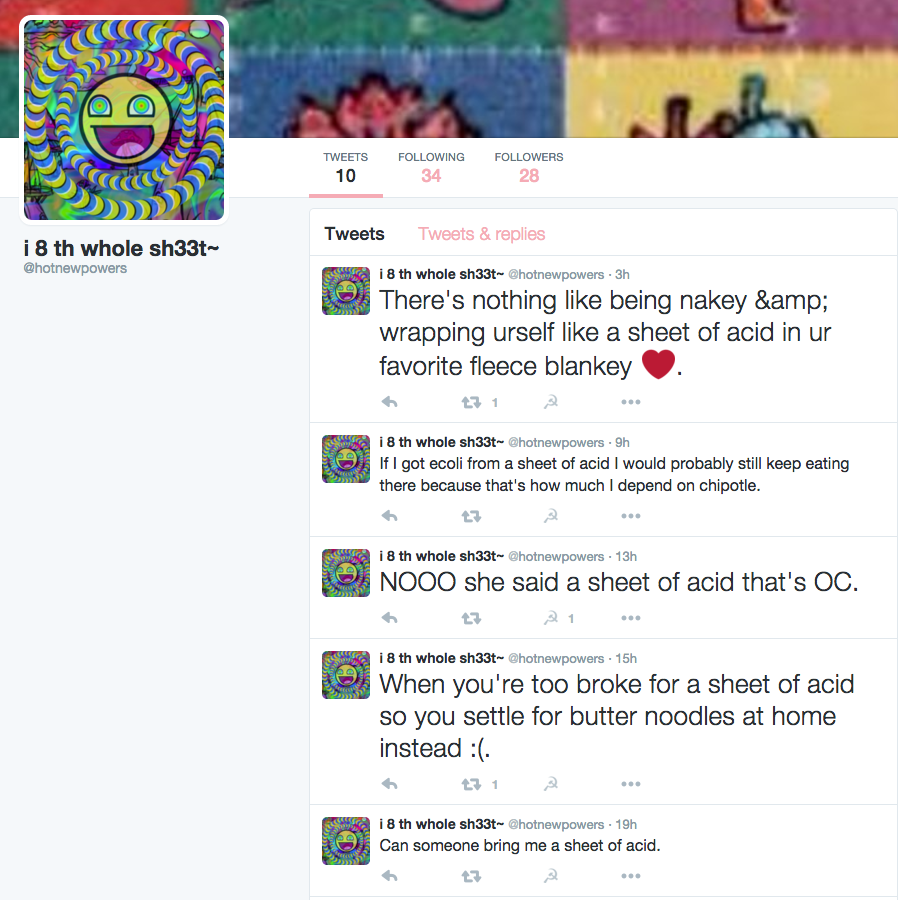 TWEETS FOLLOWING FOLLOWERS
10 34 28
i 8 th whole sh33t~
@hotnewpowers
Tweets Tweets & replies
i 8 th whole sh33t~ @hotnewpowers · 3h
There's nothing like being nakey &amp;
wrapping urself like a sheet of acid in ur
favorite fleece blankey ❤.
1
i 8 th whole sh33t~ @hotnewpowers · 9h
If I got ecoli from a sheet of acid I would probably still keep eating
there because that's how much I depend on chipotle.
i 8 th whole sh33t~ @hotnewpowers · 13h
NOOO she said a sheet of acid that's OC.
1
i 8 th whole sh33t~ @hotnewpowers · 15h
When you're too broke for a sheet of acid
so you settle for butter noodles at home
instead :(.
1
i 8 th whole sh33t~ @hotnewpowers · 19h
Can someone bring me a sheet of acid.